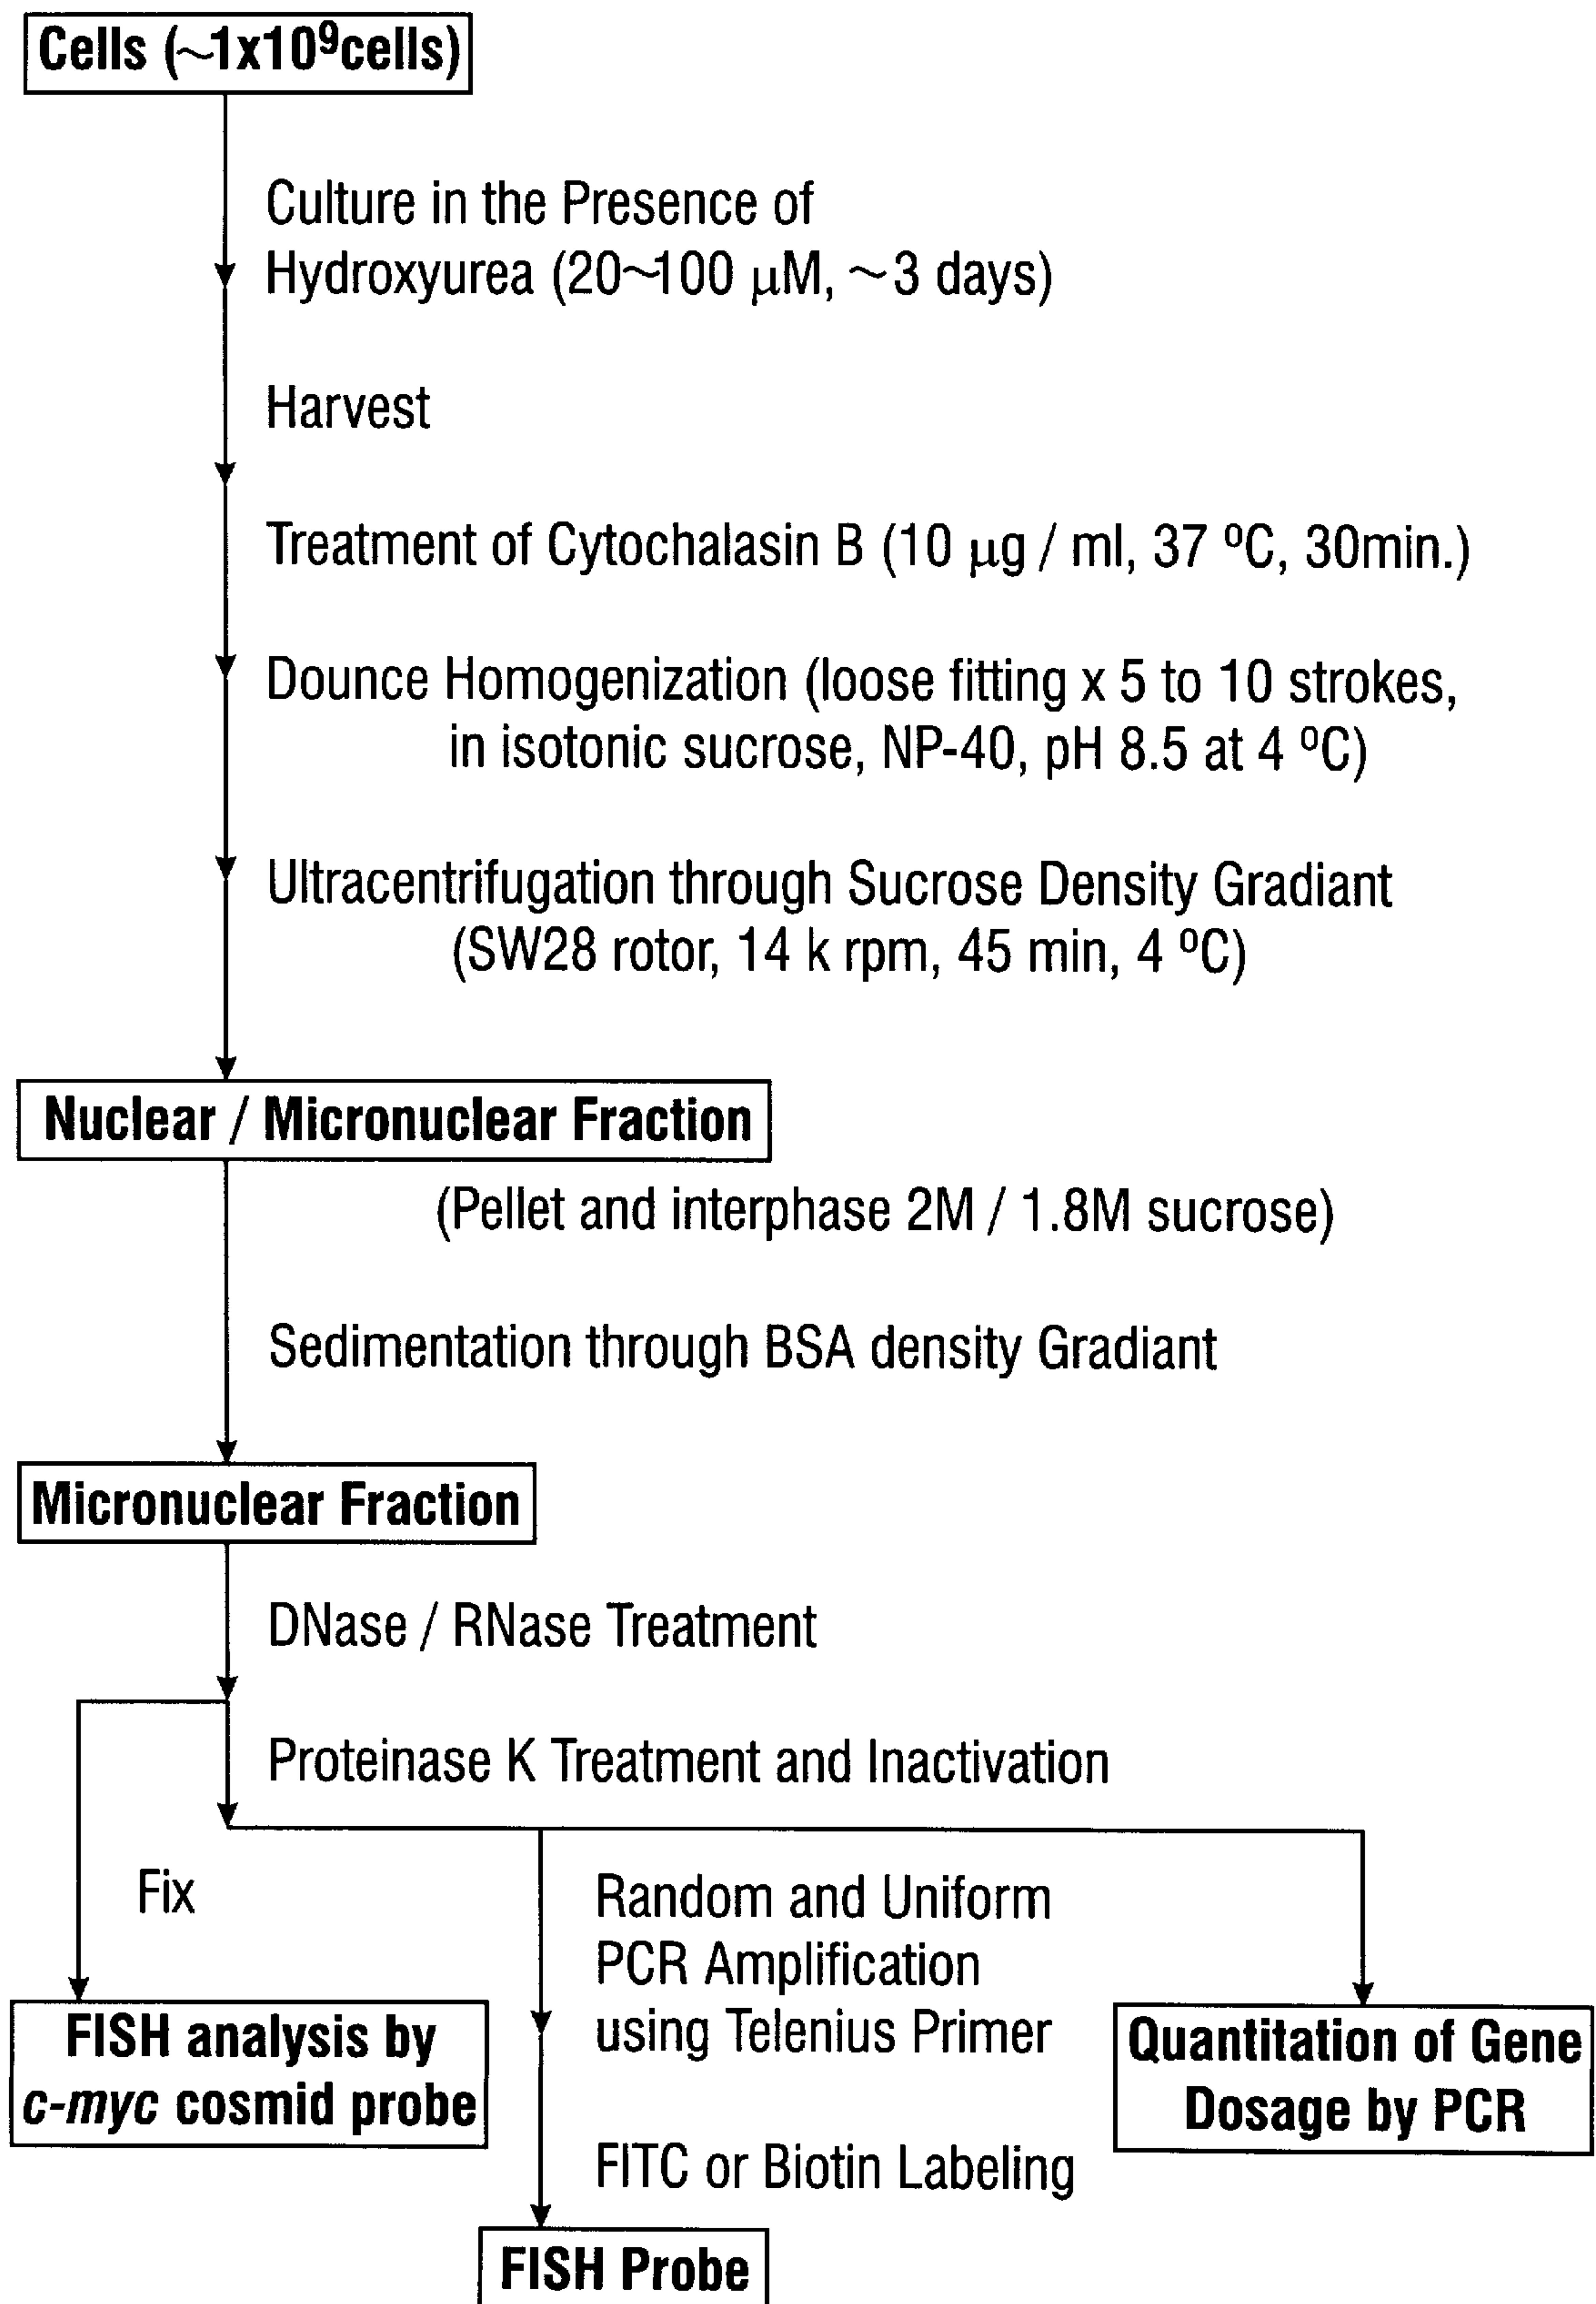 Cells (~1x10⁹cells)
Culture in the Presence of
Hydroxyurea (20~100 µM, ~3 days)
Harvest
Treatment of Cytochalasin B (10 µg / ml, 37 ºC, 30min.)
Dounce Homogenization (loose fitting x 5 to 10 strokes,
in isotonic sucrose, NP-40, pH 8.5 at 4 ºC)
Ultracentrifugation through Sucrose Density Gradiant
(SW28 rotor, 14 k rpm, 45 min, 4 ºC)
Nuclear / Micronuclear Fraction
(Pellet and interphase 2M / 1.8M sucrose)
Sedimentation through BSA density Gradiant
Micronuclear Fraction
DNase / RNase Treatment
Proteinase K Treatment and Inactivation
Fix
Random and Uniform
PCR Amplification
using Telenius Primer
FISH analysis by
c-myc cosmid probe
Quantitation of Gene
Dosage by PCR
FITC or Biotin Labeling
FISH Probe